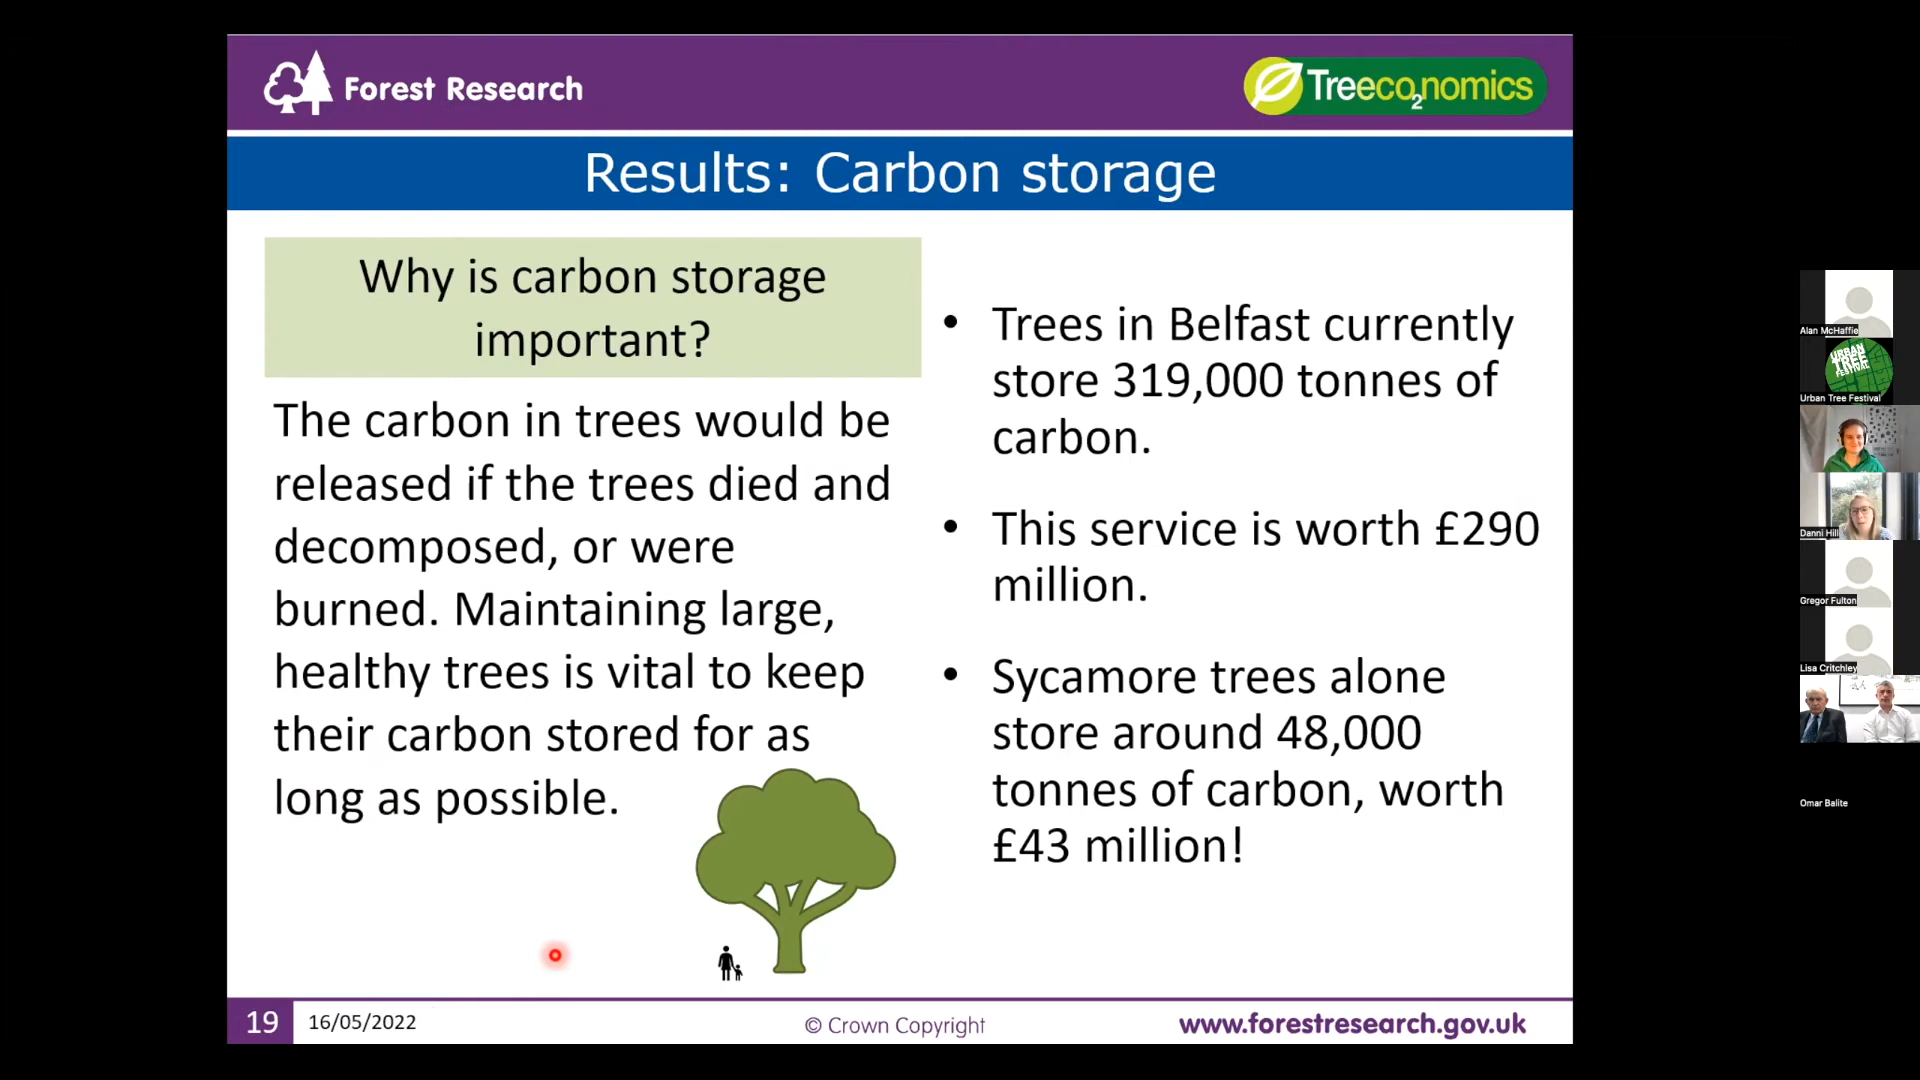 Forest Research
Treeco2nomics
Results: Carbon storage
Why is carbon storage
important?
The carbon in trees would be
released if the trees died and
decomposed, or were
burned. Maintaining large,
healthy trees is vital to keep
their carbon stored for as
long as possible.
• Trees in Belfast currently
store 319,000 tonnes of
carbon.
• This service is worth £290
million.
• Sycamore trees alone
store around 48,000
tonnes of carbon, worth
£43 million!
19
16/05/2022
© Crown Copyright
www.forestresearch.gov.uk
Alan McHaffie
URBAN
TREE
FESTIVAL
Urban Tree Festival
Danni Hill
Gregor Fulton
Lisa Critchley
Omar Balite